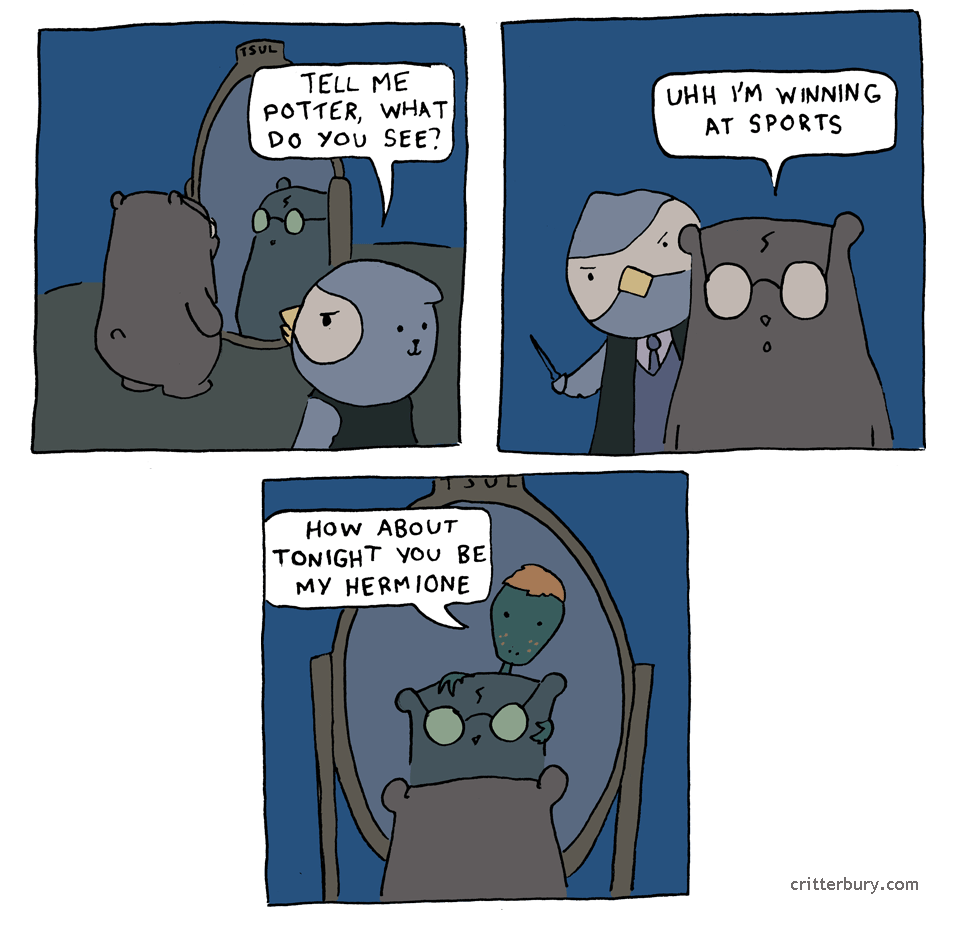 TSUL
TELL ME
POTTER, WHAT
DO YOU SEE?
UHH I'M WINNING
AT SPORTS
TSUL
HOW ABOUT
TONIGHT YOU BE
MY HERMIONE
critterbury.com